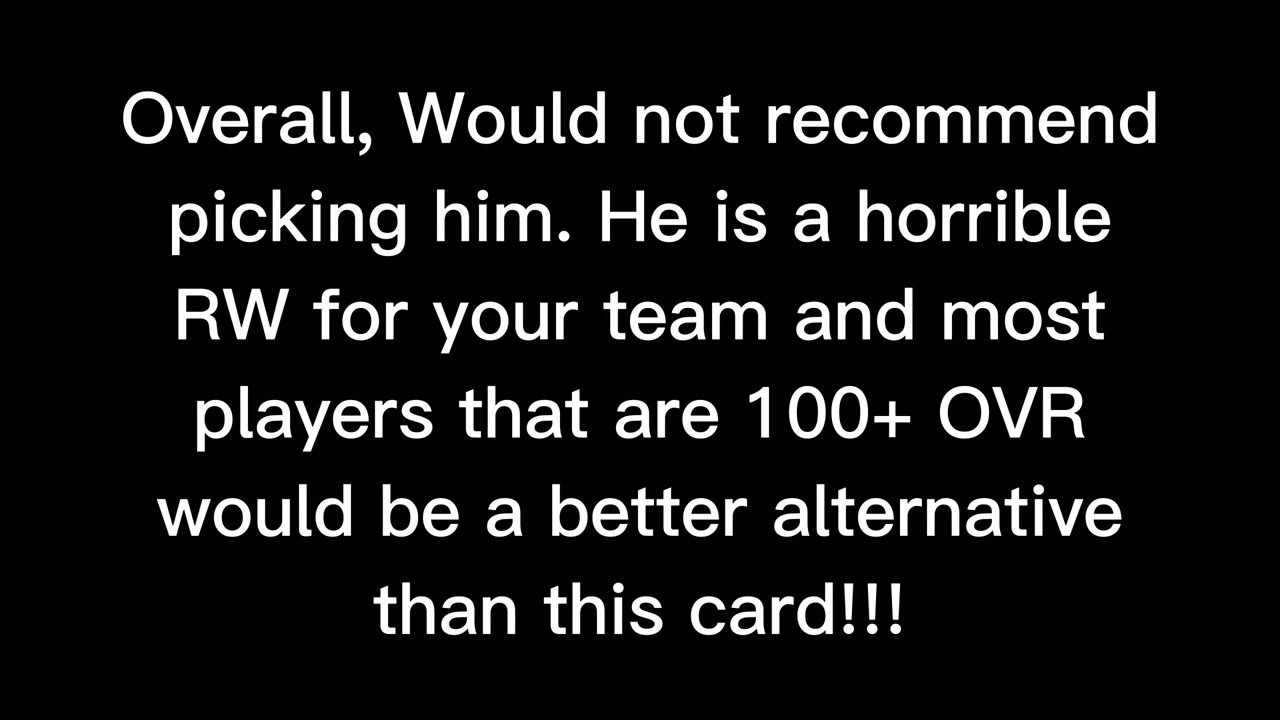 Overall, Would not recommend
picking him. He is a horrible
RW for your team and most
players that are 100+ OVR
would be a better alternative
than this card!!!